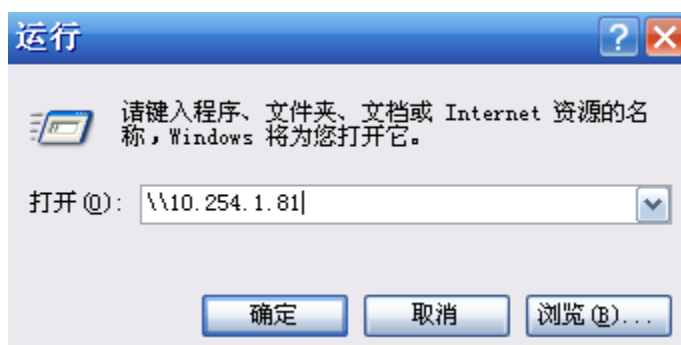 运行
请键入程序、文件夹、文档或 Internet 资源的名
称,Windows 将为您打开它。
打开(O): \\10.254.1.81
确定 取消 浏览(B)...